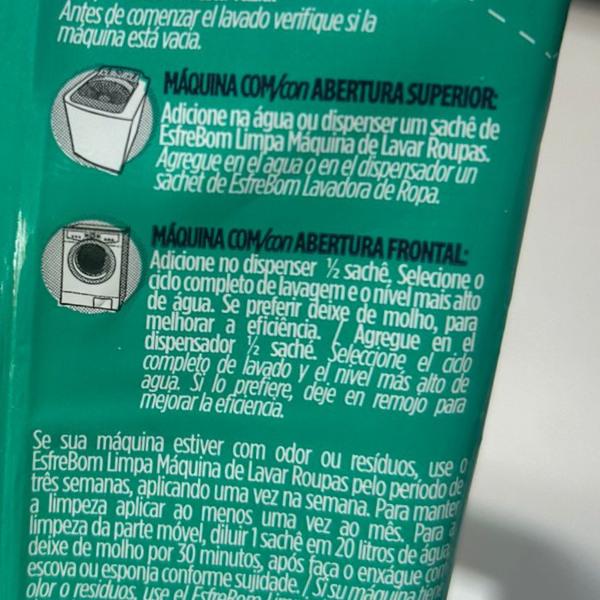 Antes de comenzar el lavado verifique si la
máquina está vacía.
MÁQUINA COM/con ABERTURA SUPERIOR:
Adicione na água ou dispenser um sachê de
EsfreBom Limpa Máquina de Lavar Roupas.
Agregue en el agua o en el dispensador un
sachet de EsfreBom Lavadora de Ropa.
MÁQUINA COM/con ABERTURA FRONTAL:
Adicione no dispenser ½ sachê. Selecione o
ciclo completo de lavagem e o nível mais alto
de água. Se preferir deixe de molho, para
melhorar a eficiência. / Agregue en el
dispensador ½ saché. Seleccione el ciclo
completo de lavado y el nivel más alto de
agua. Si lo prefiere, deje en remojo para
mejorar la eficiencia.
Se sua máquina estiver com odor ou resíduos, use o
EsfreBom Limpa Máquina de Lavar Roupas pelo período de
três semanas, aplicando uma vez na semana. Para manter
a limpeza aplicar ao menos uma vez ao mês. Para a
limpeza da parte móvel, diluir 1 sachê em 20 litros de água,
deixe de molho por 30 minutos, após faça o enxágue com
escova ou esponja conforme sujidade. / Si su máquina tiene
olor o residuos, use el EsfreBom